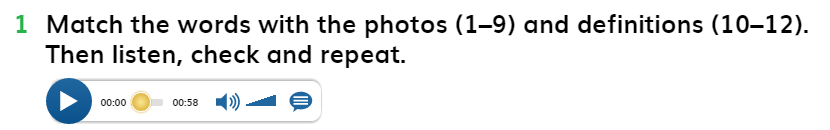 1 Match the words with the photos (1–9) and definitions (10–12).
Then listen, check and repeat.
00:00 00:58